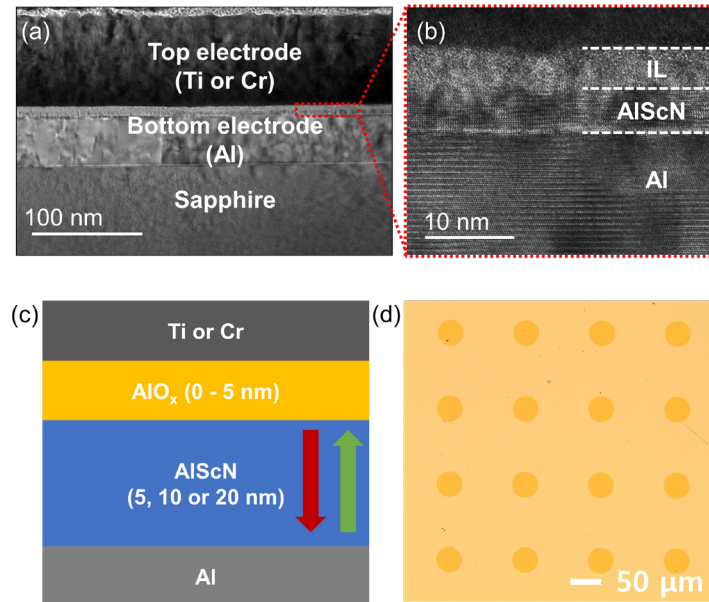 (a)
Top electrode
(Ti or Cr)
Bottom electrode
(Al)
Sapphire
100 nm
(b)
IL
AlScN
Al
10 nm
(c)
Ti or Cr
AlOₓ (0 - 5 nm)
AlScN
(5, 10 or 20 nm)
Al
(d)
50 μm